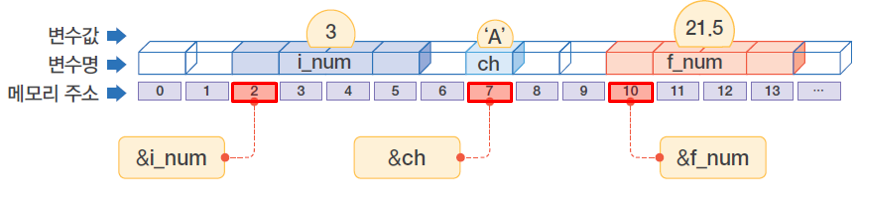 변수값 3 'A' 21.5
변수명 i_num ch f_num
메모리 주소 0 1 2 3 4 5 6 7 8 9 10 11 12 13 ...
&i_num &ch &f_num